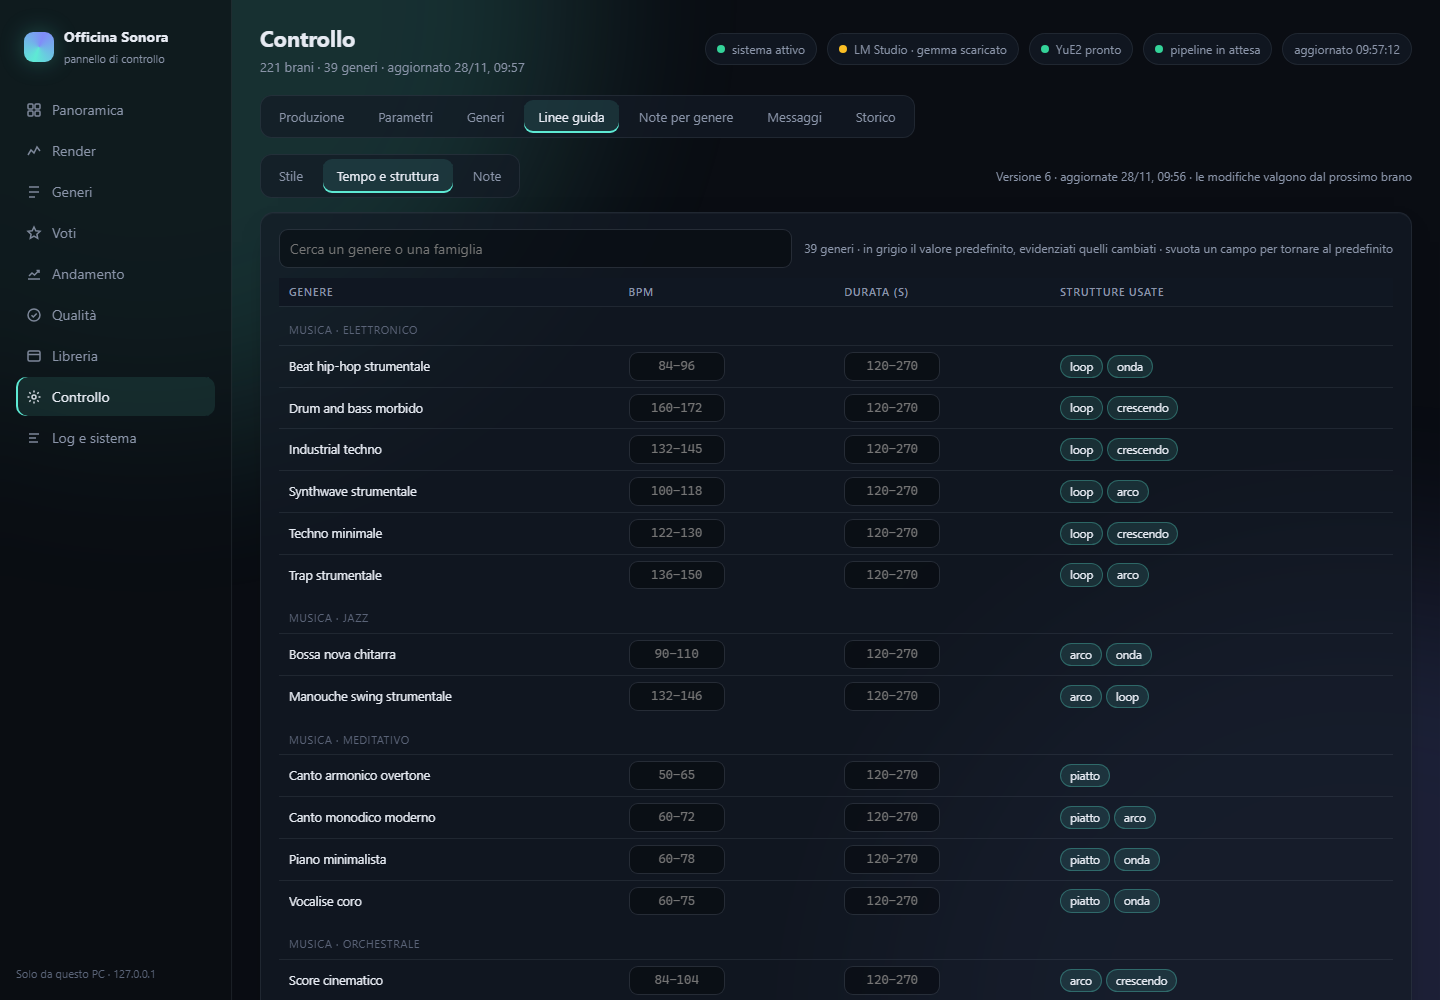 Officina Sonora
pannello di controllo
Panoramica
Render
Generi
Voti
Andamento
Qualità
Libreria
Controllo
Log e sistema
Solo da questo PC · 127.0.0.1
Controllo
221 brani · 39 generi · aggiornato 28/11, 09:57
sistema attivo
LM Studio · gemma scaricato
YuE2 pronto
pipeline in attesa
aggiornato 09:57:12
Produzione Parametri Generi Linee guida Note per genere Messaggi Storico
Stile Tempo e struttura Note
Versione 6 · aggiornate 28/11, 09:56 · le modifiche valgono dal prossimo brano
Cerca un genere o una famiglia
39 generi · in grigio il valore predefinito, evidenziati quelli cambiati · svuota un campo per tornare al predefinito
GENERE BPM DURATA (S) STRUTTURE USATE
MUSICA · ELETTRONICO
Beat hip-hop strumentale 84–96 120–270 loop onda
Drum and bass morbido 160–172 120–270 loop crescendo
Industrial techno 132–145 120–270 loop crescendo
Synthwave strumentale 100–118 120–270 loop arco
Techno minimale 122–130 120–270 loop crescendo
Trap strumentale 136–150 120–270 loop arco
MUSICA · JAZZ
Bossa nova chitarra 90–110 120–270 arco onda
Manouche swing strumentale 132–146 120–270 arco loop
MUSICA · MEDITATIVO
Canto armonico overtone 50–65 120–270 piatto
Canto monodico moderno 60–72 120–270 piatto arco
Piano minimalista 60–78 120–270 piatto onda
Vocalise coro 60–75 120–270 piatto onda
MUSICA · ORCHESTRALE
Score cinematico 84–104 120–270 arco crescendo